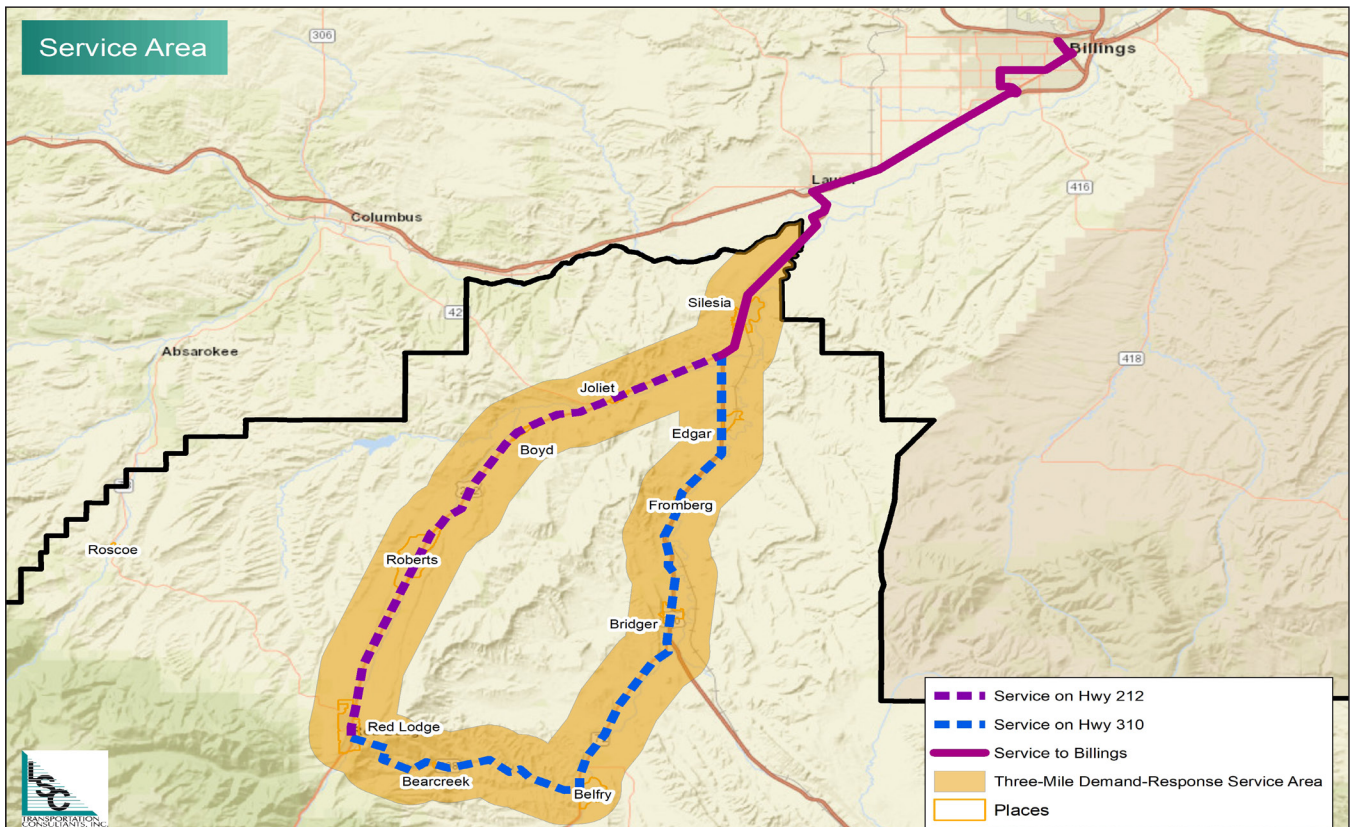 Service Area
306
Billings
Laurel
416
Columbus
Silesia
42
Absarokee
418
Joliet
Edgar
Boyd
Fromberg
Roscoe
Roberts
Bridger
Red Lodge
Bearcreek
Belfry
Service on Hwy 212
Service on Hwy 310
Service to Billings
Three-Mile Demand-Response Service Area
Places
LSC
TRANSPORTATION
CONSULTANTS, INC.